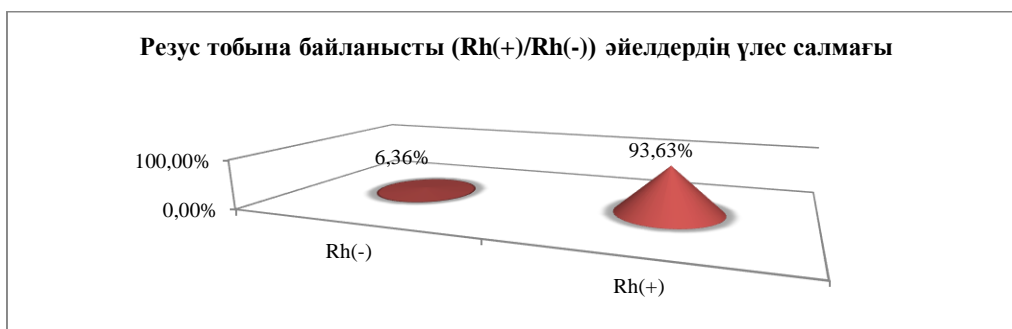 Резус тобына байланысты (Rh(+)/Rh(-)) әйелдердің үлес салмағы
100,00%
0,00%
6,36%
93,63%
Rh(-)
Rh(+)